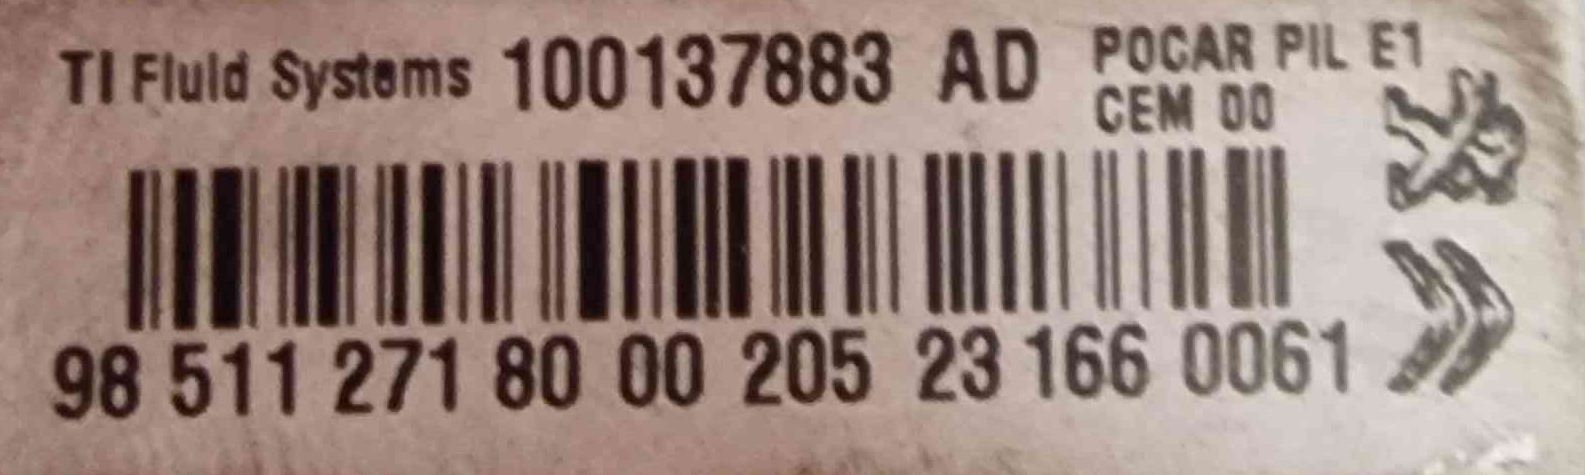 TI Fluid Systems 100137883 AD
POCAR PIL E1
CEM 00
98 511 271 80 00 205 23 166 0061